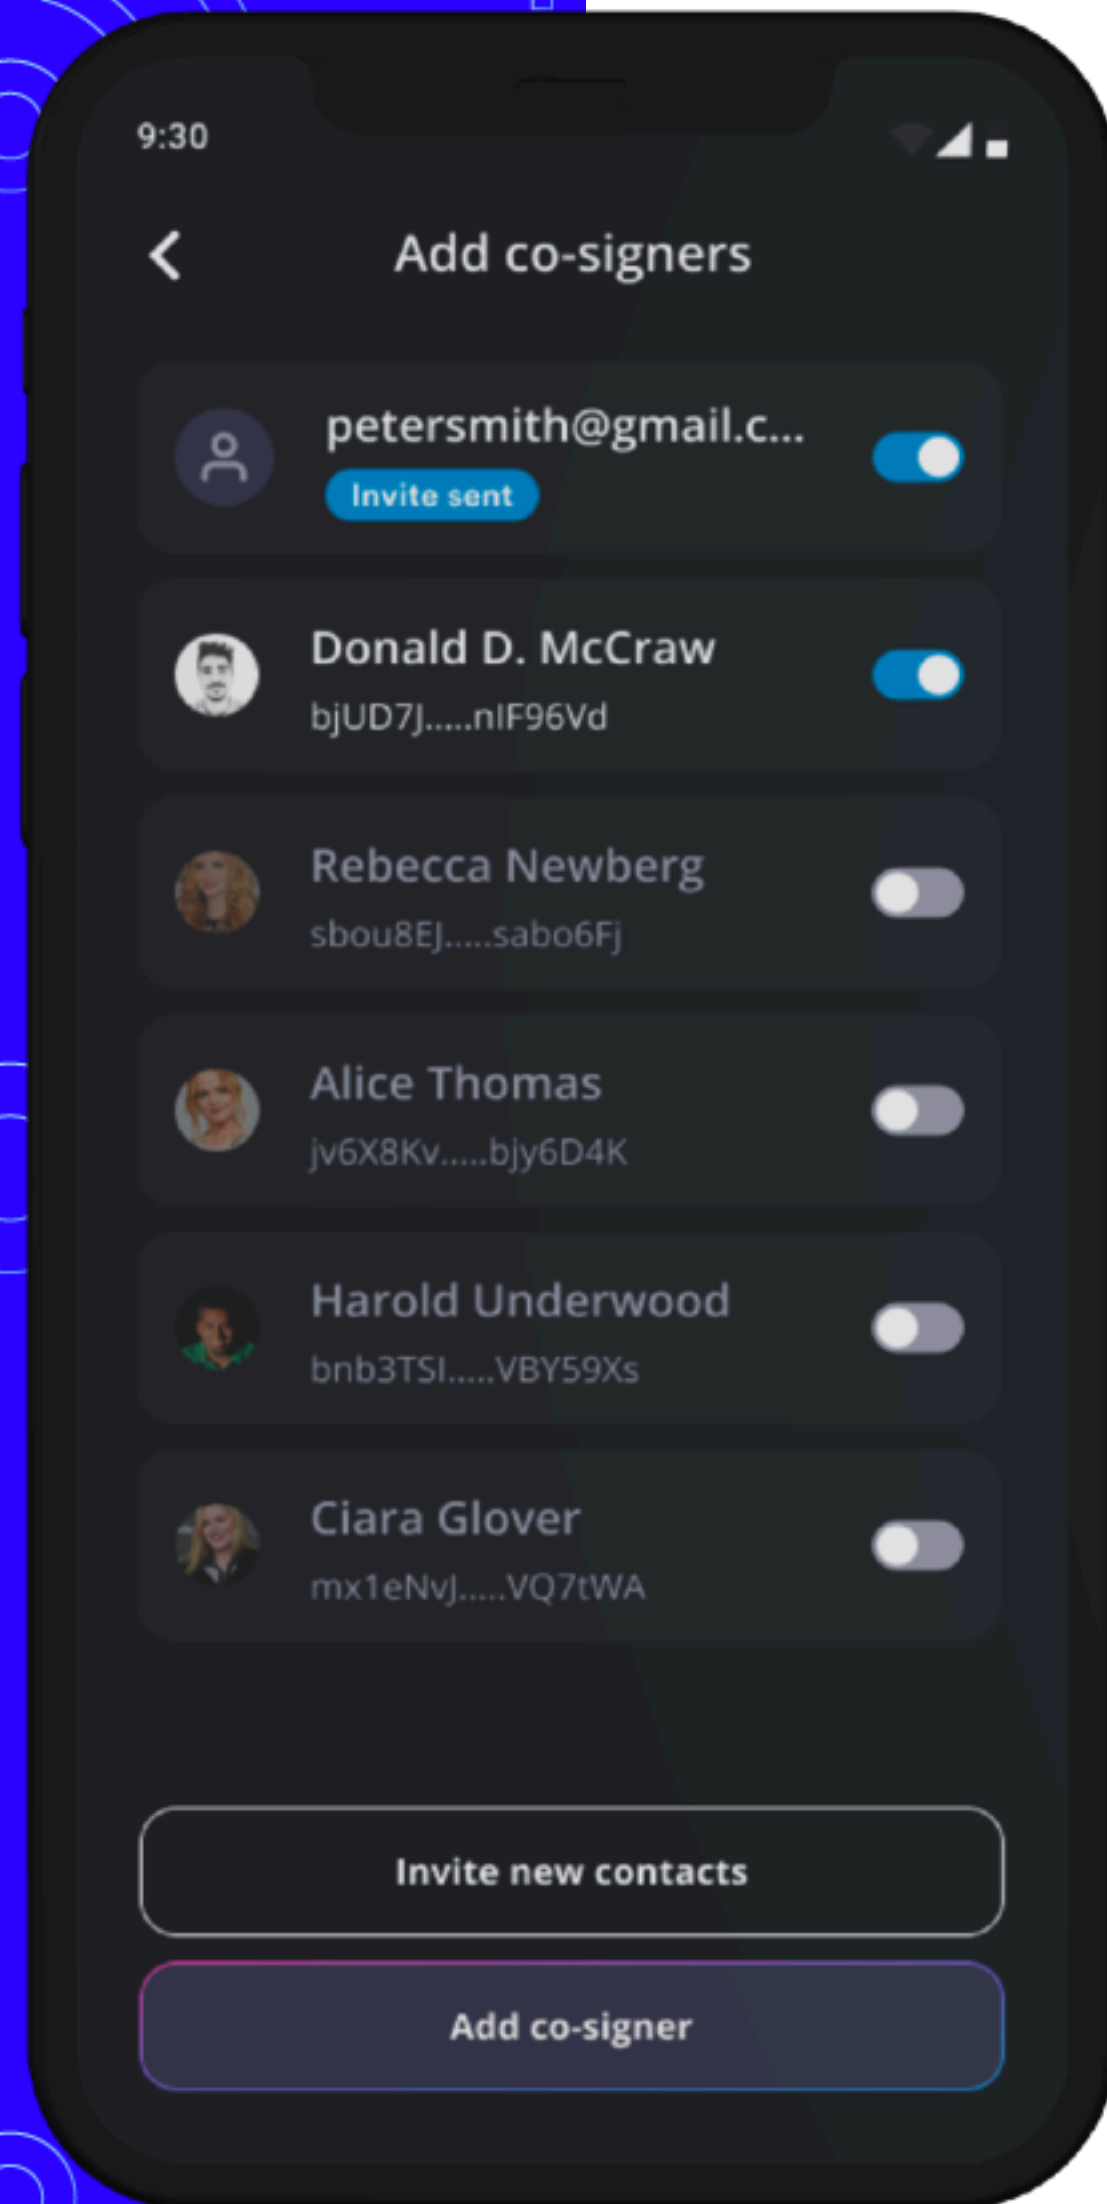 9:30
Add co-signers
petersmith@gmail.c...
Invite sent
Donald D. McCraw
bjUD7J.....nIF96Vd
Rebecca Newberg
sbou8EJ.....sabo6Fj
Alice Thomas
jv6X8Kv.....bjy6D4K
Harold Underwood
bnb3TSI.....VBY59Xs
Ciara Glover
mx1eNvJ.....VQ7tWA
Invite new contacts
Add co-signer